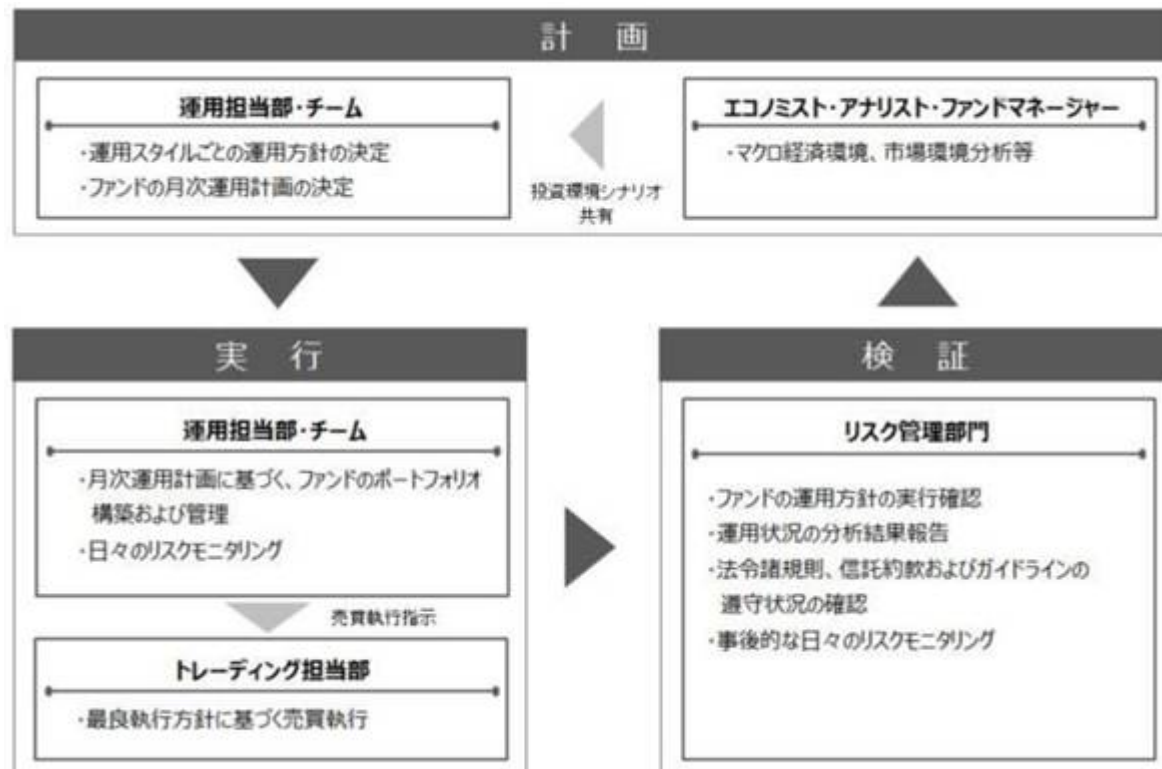 計 画
運用担当部・チーム
・運用スタイルごとの運用方針の決定
・ファンドの月次運用計画の決定
投資環境シナリオ
共有
エコノミスト・アナリスト・ファンドマネージャー
・マクロ経済環境、市場環境分析等
実 行
運用担当部・チーム
・月次運用計画に基づく、ファンドのポートフォリオ
構築および管理
・日々のリスクモニタリング
売買執行指示
トレーディング担当部
・最良執行方針に基づく売買執行
検 証
リスク管理部門
・ファンドの運用方針の実行確認
・運用状況の分析結果報告
・法令諸規則、信託約款およびガイドラインの
遵守状況の確認
・事後的な日々のリスクモニタリング